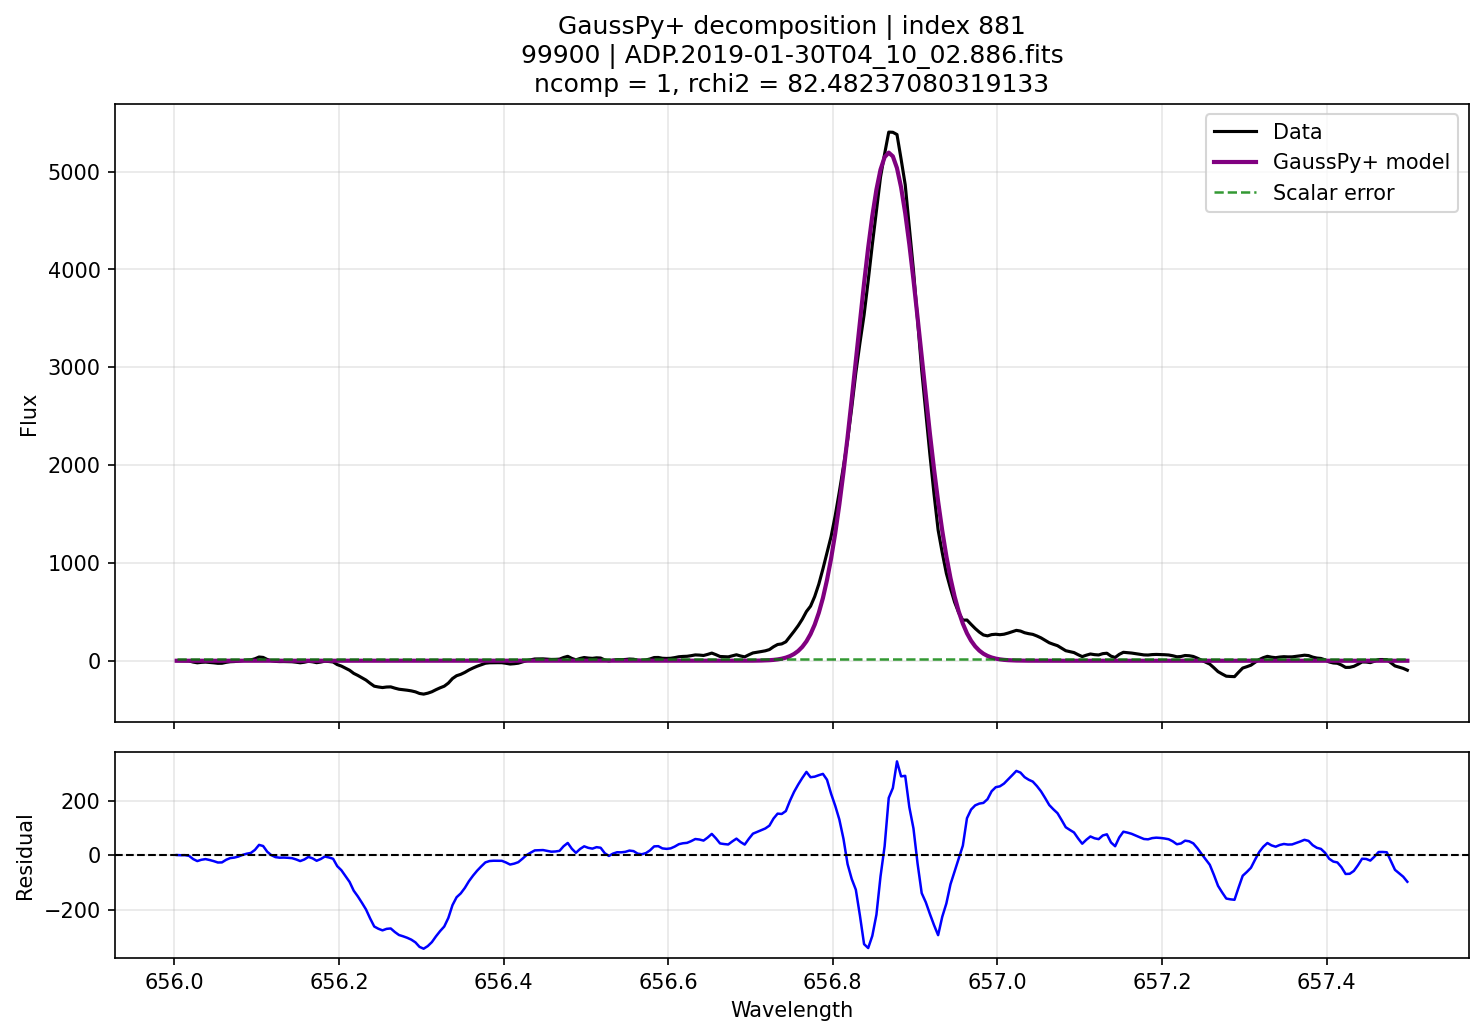 GaussPy+ decomposition | index 881
99900 | ADP.2019-01-30T04_10_02.886.fits
ncomp = 1, rchi2 = 82.48237080319133
Data
GaussPy+ model
Scalar error
5000
4000
3000
2000
1000
0
Flux
200
0
−200
Residual
656.0 656.2 656.4 656.6 656.8 657.0 657.2 657.4
Wavelength